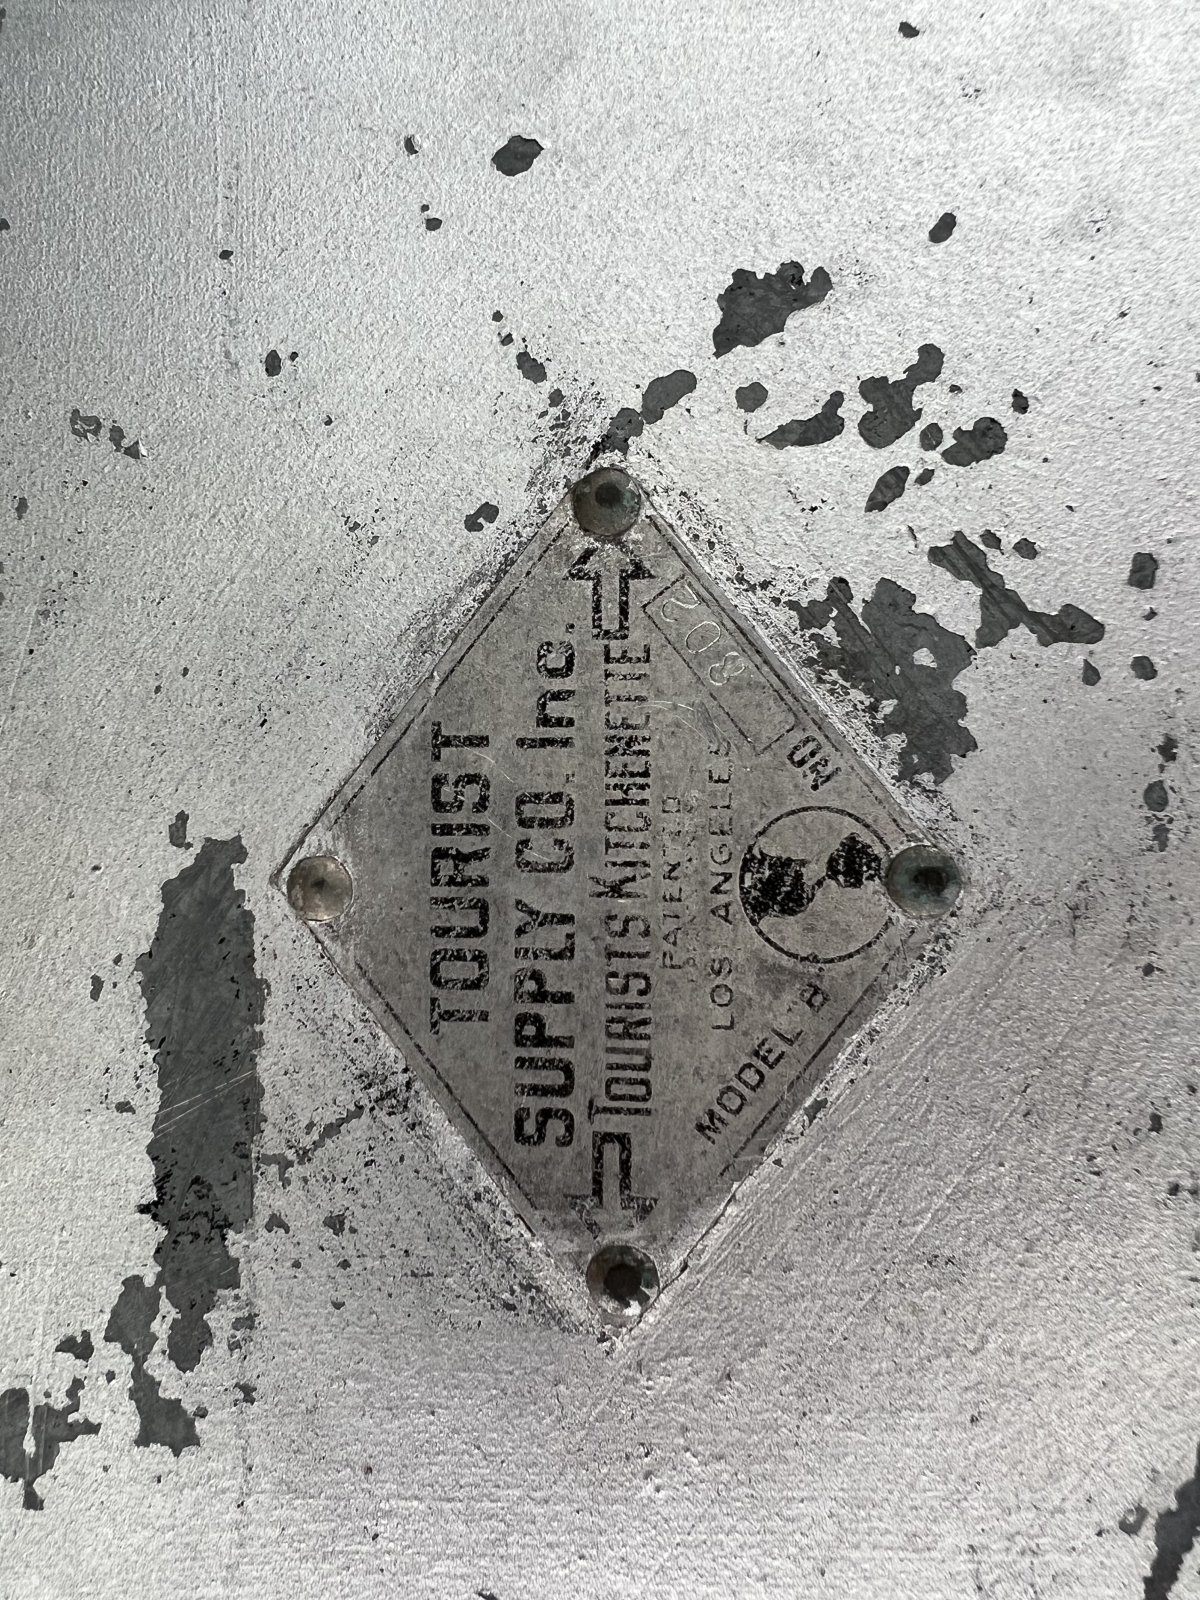 TOURIST
SUPPLY CO. Inc.
TOURISTS KITCHENETTE
PATENTED
LOS ANGELES
MODEL "B"
NO 802